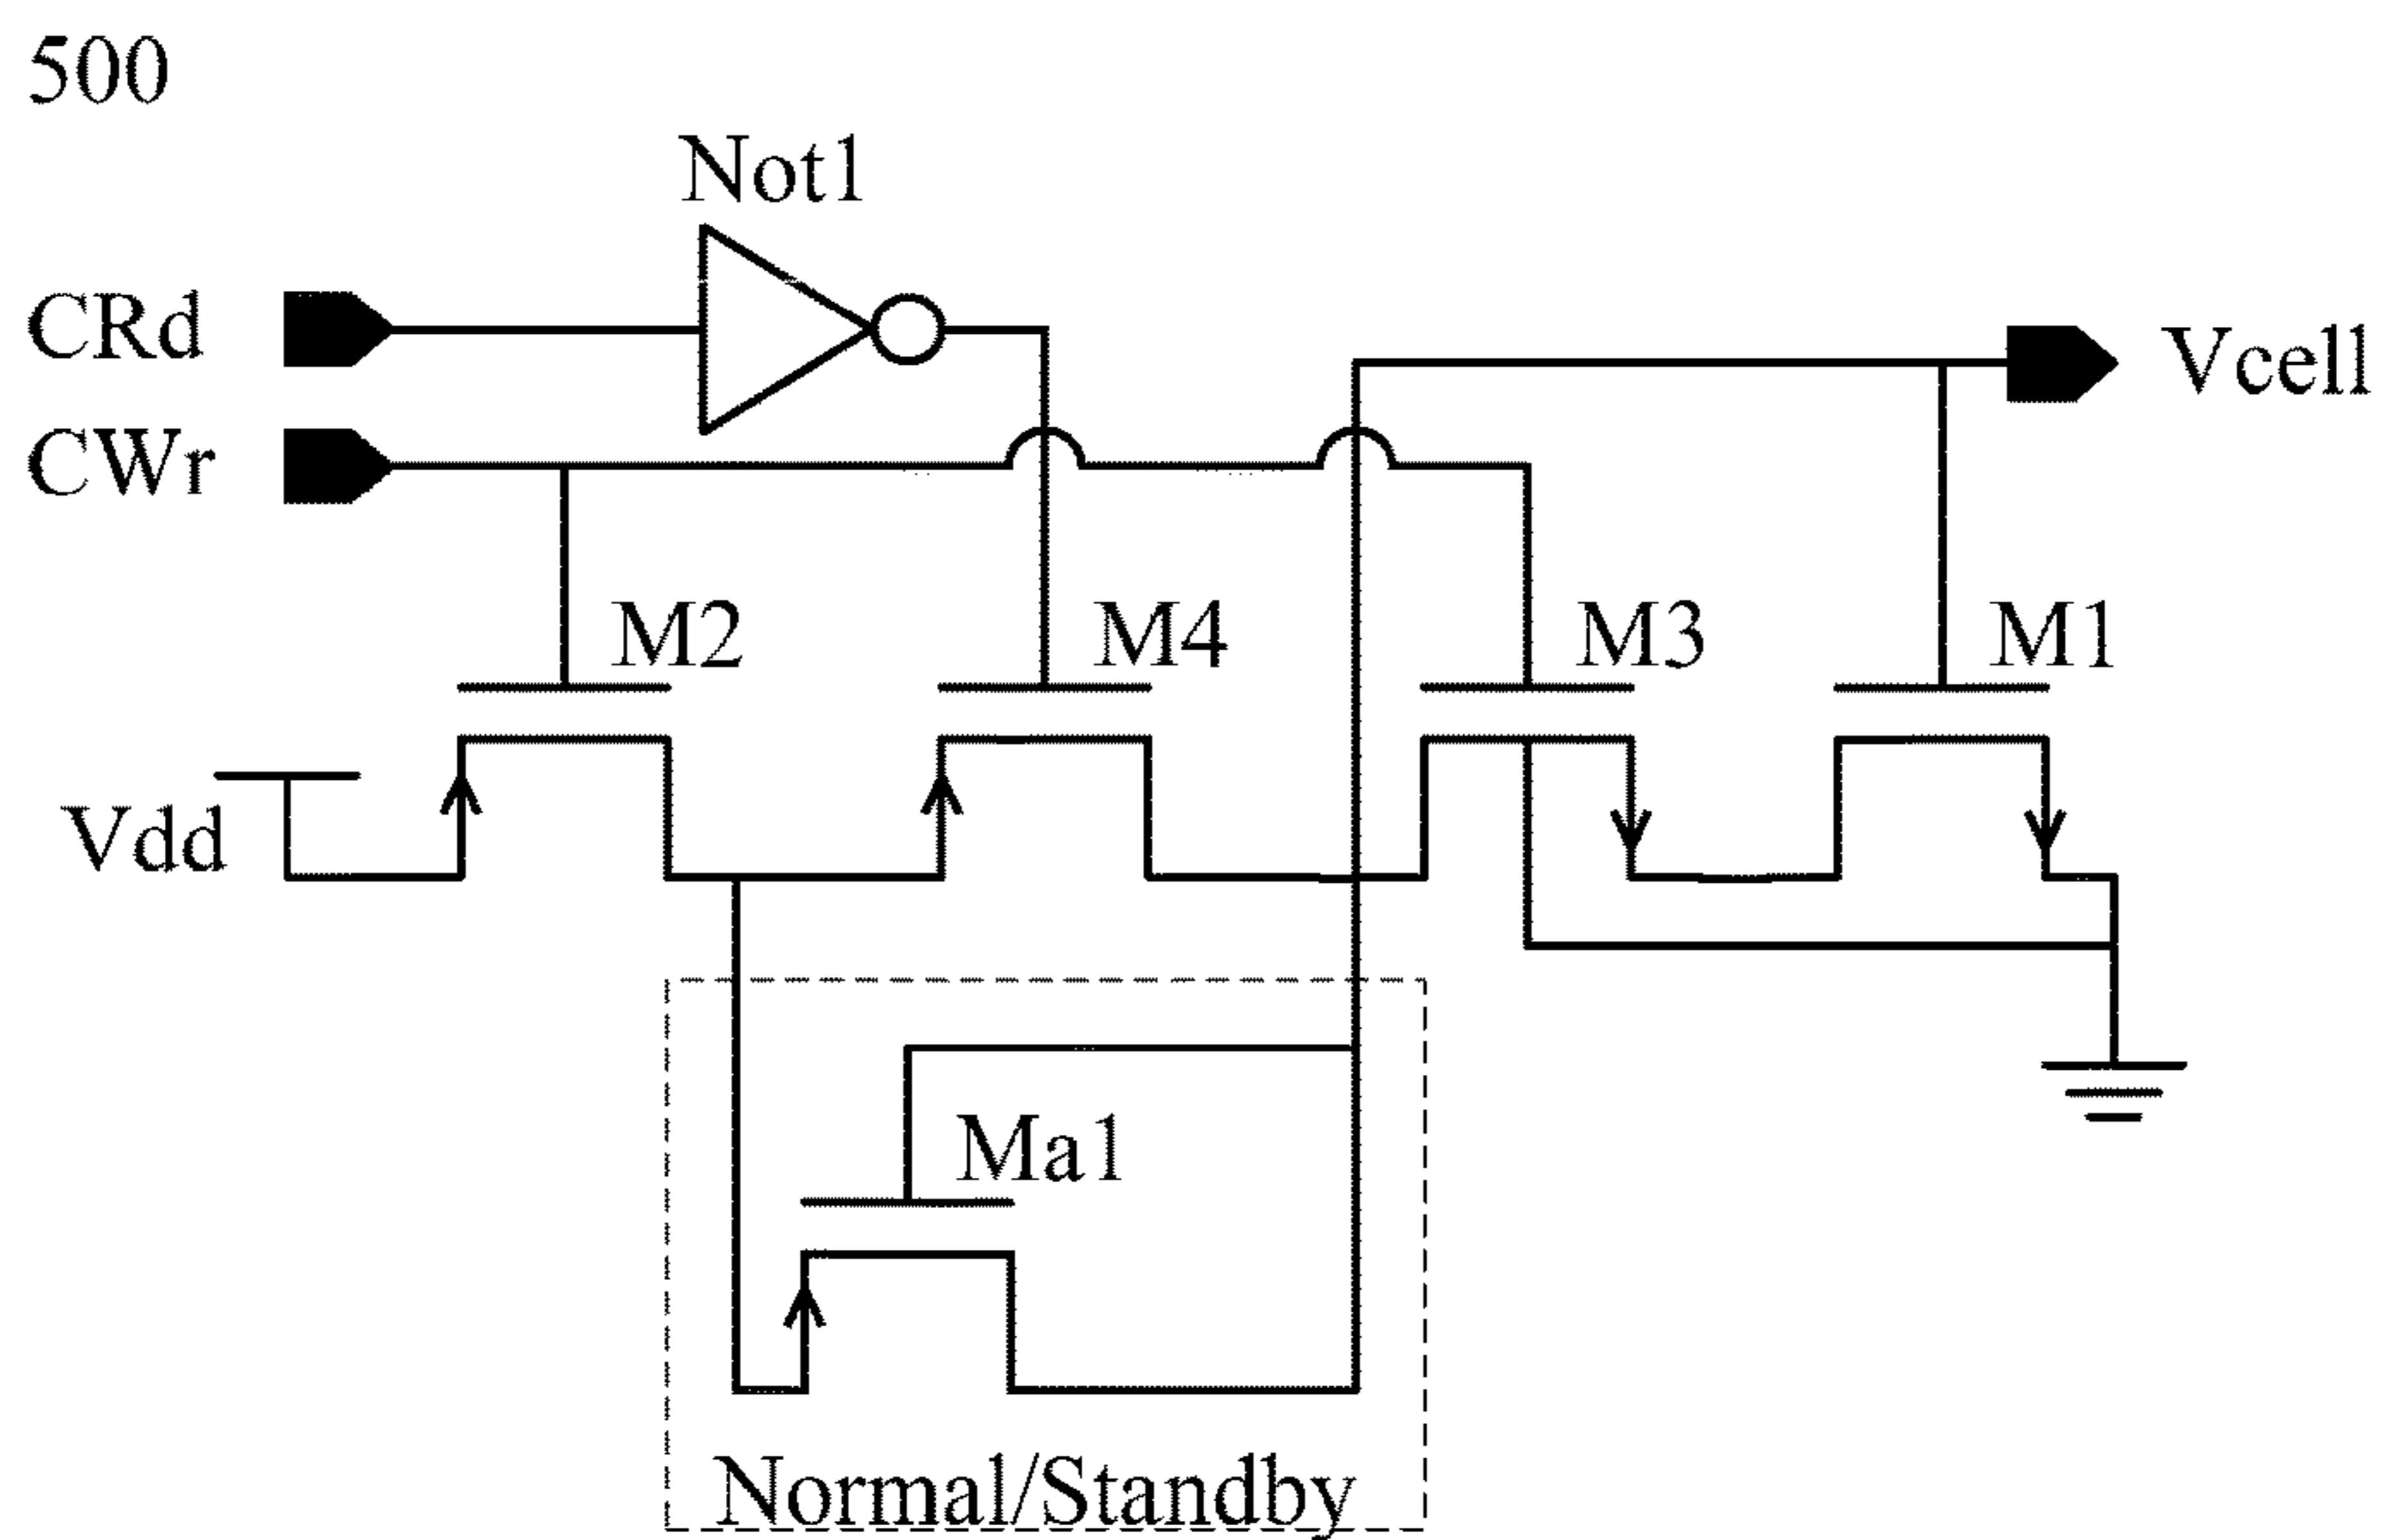 500
Not1
CRd
Vcell
CWr
M2
M4
M3
M1
Vdd
Ma1
Normal/Standby